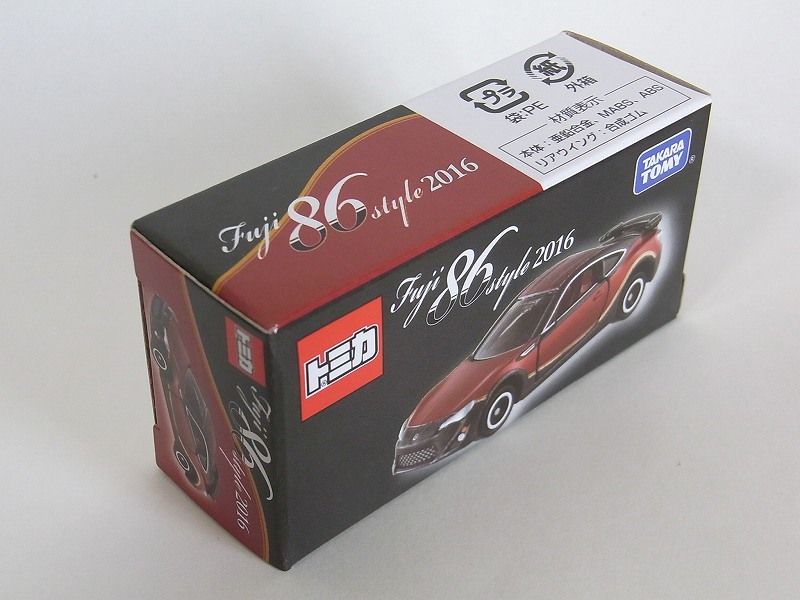 プラ
紙
袋:PE 外箱
材質表示
本体:亜鉛合金、MABS、ABS
リアウイング:合成ゴム
TAKARA
TOMY
Fuji 86 style 2016
Fuji 86 style 2016
トミカ
トミカ
Fuji 86 style 2016